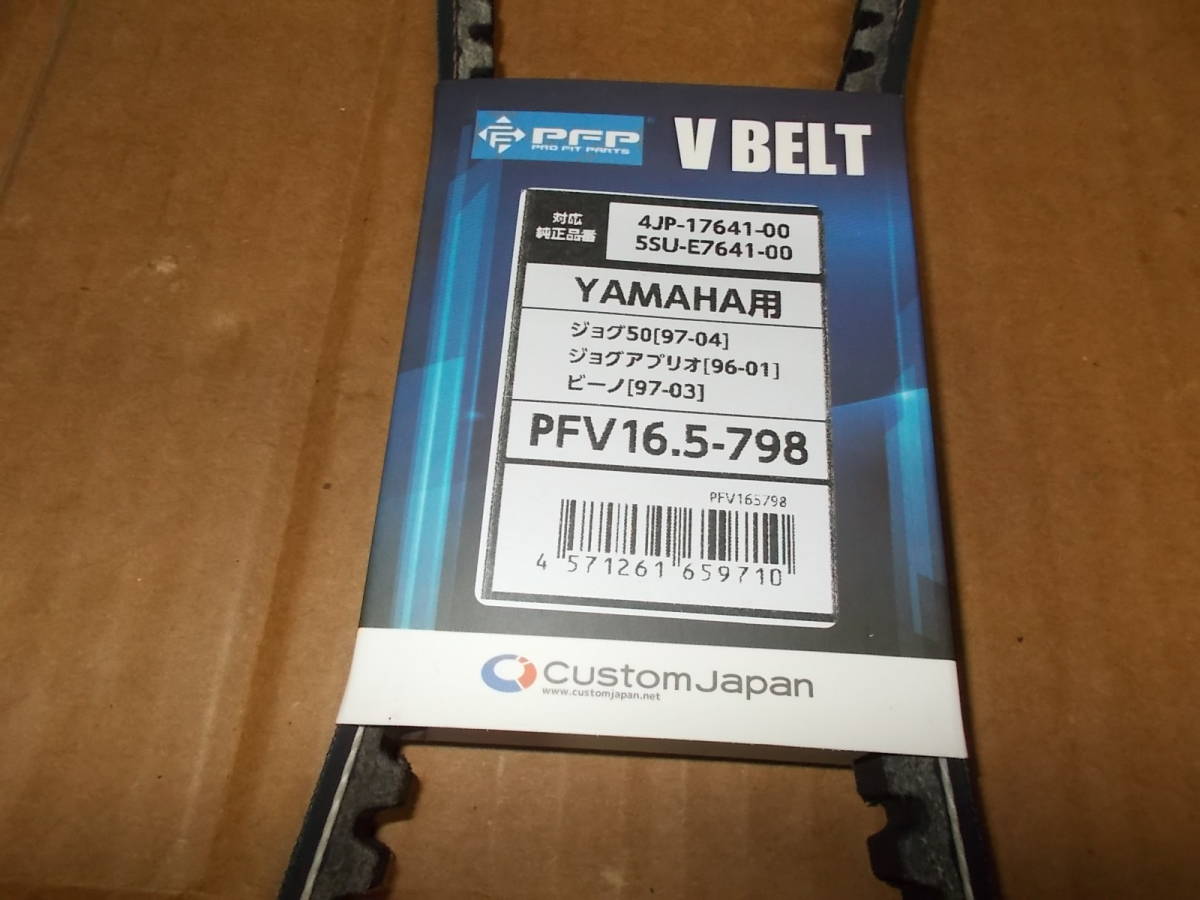 PFP
PRO FIT PARTS
V BELT
対応
純正品番
4JP-17641-00
5SU-E7641-00
YAMAHA用
ジョグ50[97-04]
ジョグアプリオ[96-01]
ビーノ[97-03]
PFV16.5-798
PFV165798
4 571261 659710
CustomJapan
www.customjapan.net